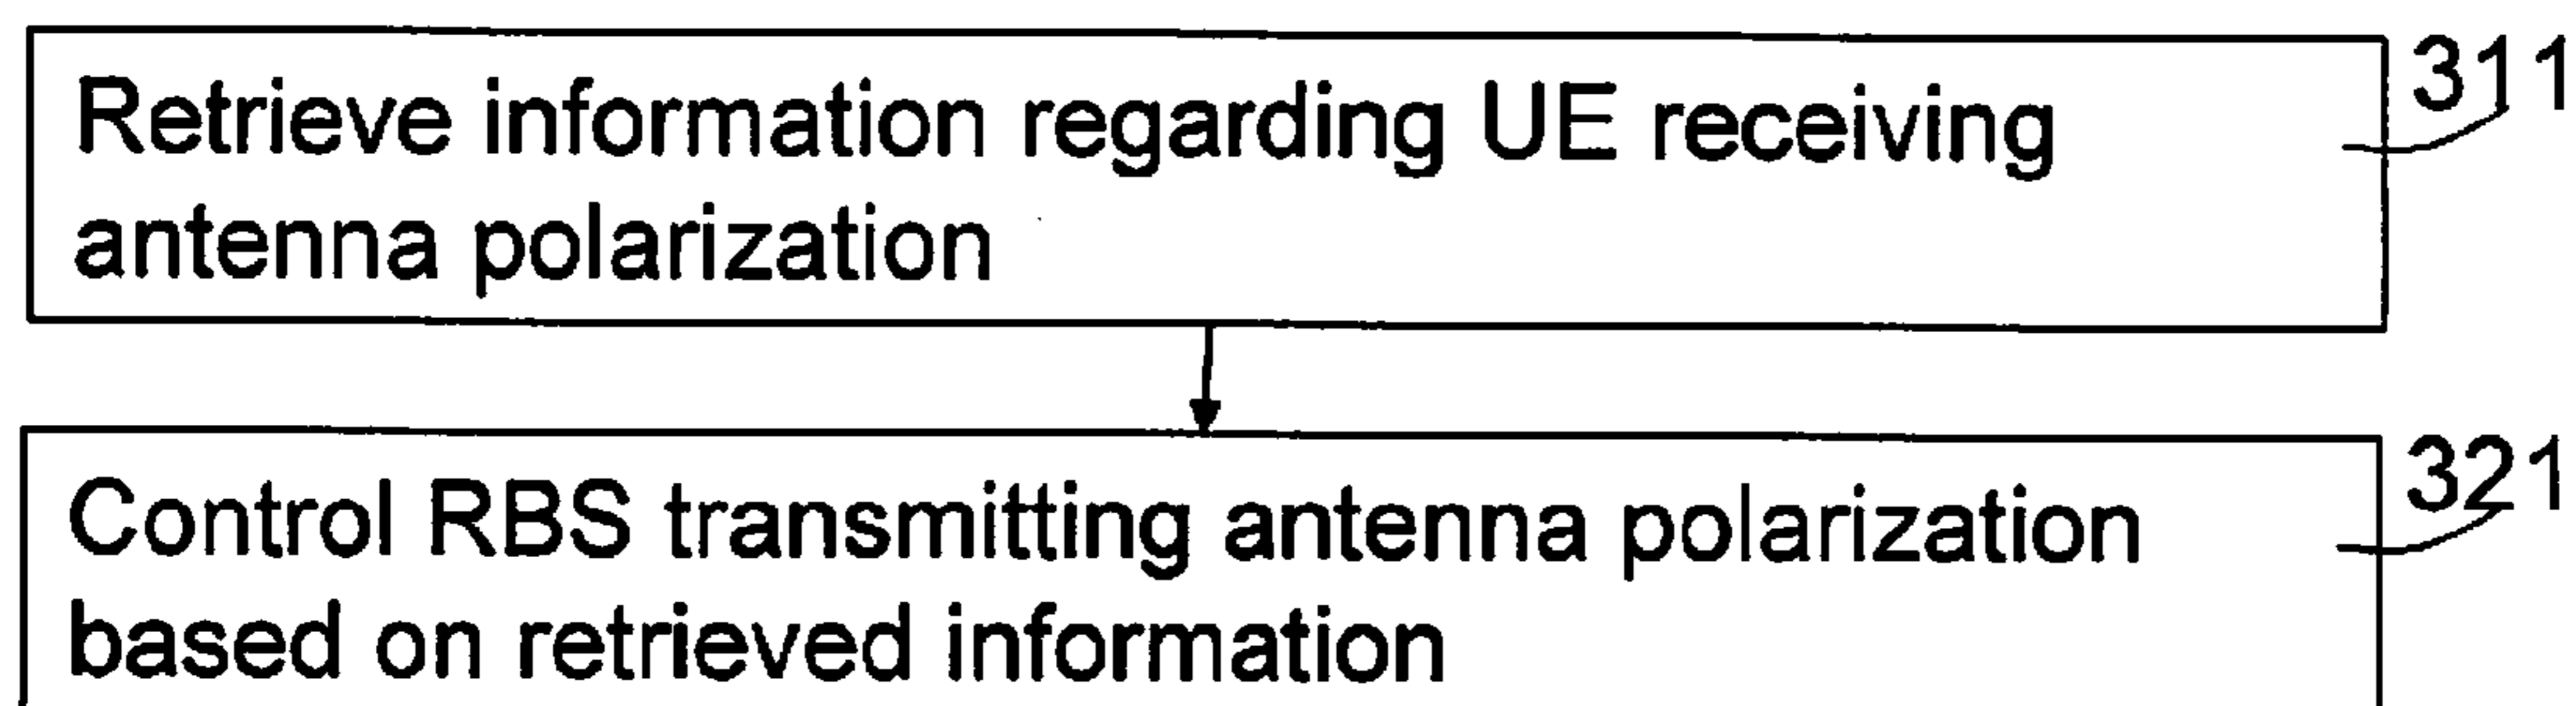 Retrieve information regarding UE receiving
antenna polarization
311
Control RBS transmitting antenna polarization
based on retrieved information
321